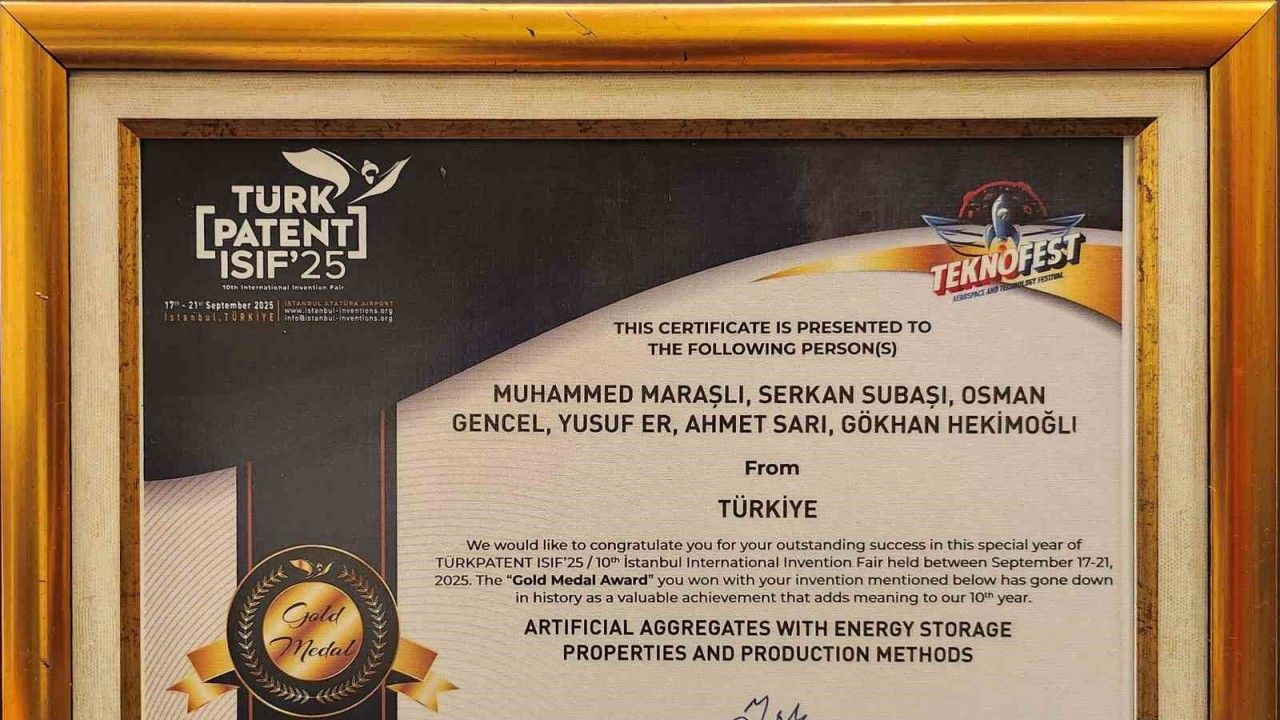 TÜRK
PATENT
ISIF'25
10th International Invention Fair
17th - 21st September 2025
İstanbul, TÜRKİYE
ISTANBUL ATATÜRK AIRPORT
www.istanbul-inventions.org
info@istanbul-inventions.org
TEKNOFEST
AEROSPACE AND TECHNOLOGY FESTIVAL
THIS CERTIFICATE IS PRESENTED TO
THE FOLLOWING PERSON(S)
MUHAMMED MARAŞLI, SERKAN SUBAŞI, OSMAN
GENCEL, YUSUF ER, AHMET SARI, GÖKHAN HEKİMOĞLU
From
TÜRKİYE
We would like to congratulate you for your outstanding success in this special year of
TÜRKPATENT ISIF'25 / 10th İstanbul International Invention Fair held between September 17-21,
2025. The “Gold Medal Award” you won with your invention mentioned below has gone down
in history as a valuable achievement that adds meaning to our 10th year.
ARTIFICIAL AGGREGATES WITH ENERGY STORAGE
PROPERTIES AND PRODUCTION METHODS
Gold
Medal